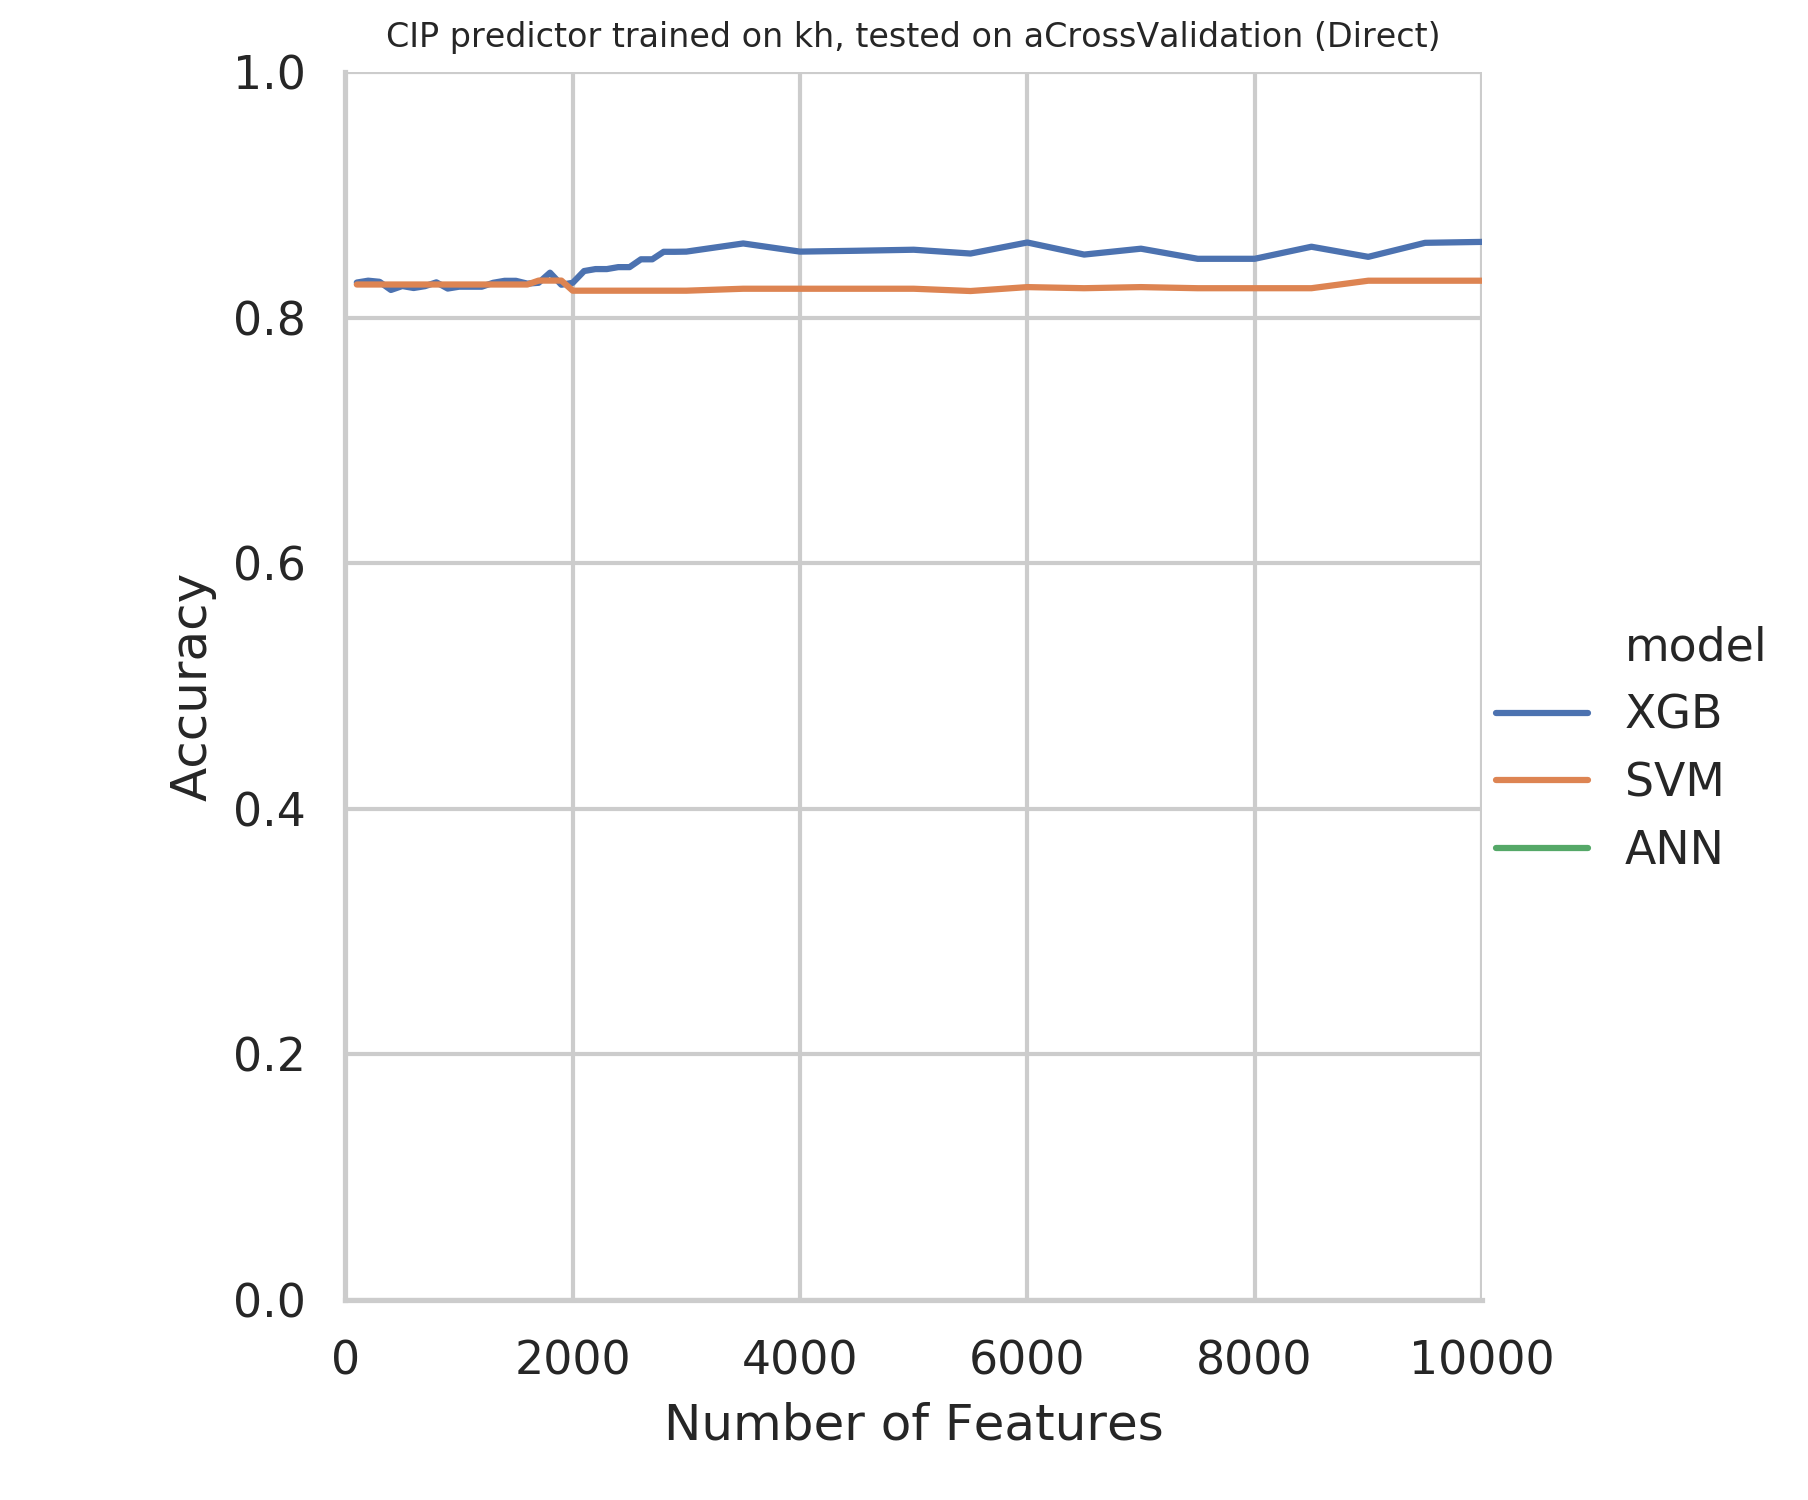 CIP predictor trained on kh, tested on aCrossValidation (Direct)
1.0
0.8
0.6
0.4
0.2
0.0
Accuracy
0 2000 4000 6000 8000 10000
Number of Features
model
XGB
SVM
ANN